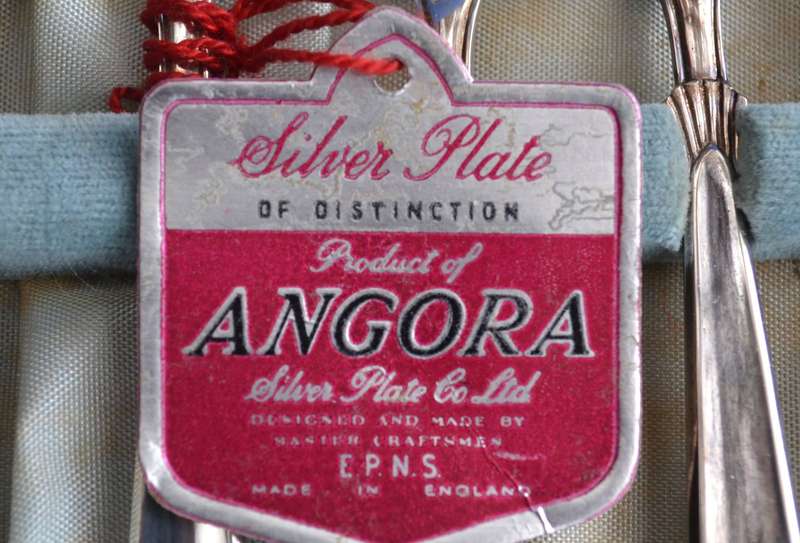 Silver Plate
OF DISTINCTION
Product of
ANGORA
Silver Plate Co Ltd
DESIGNED AND MADE BY
MASTER CRAFTSMEN
E.P.N.S.
MADE IN ENGLAND